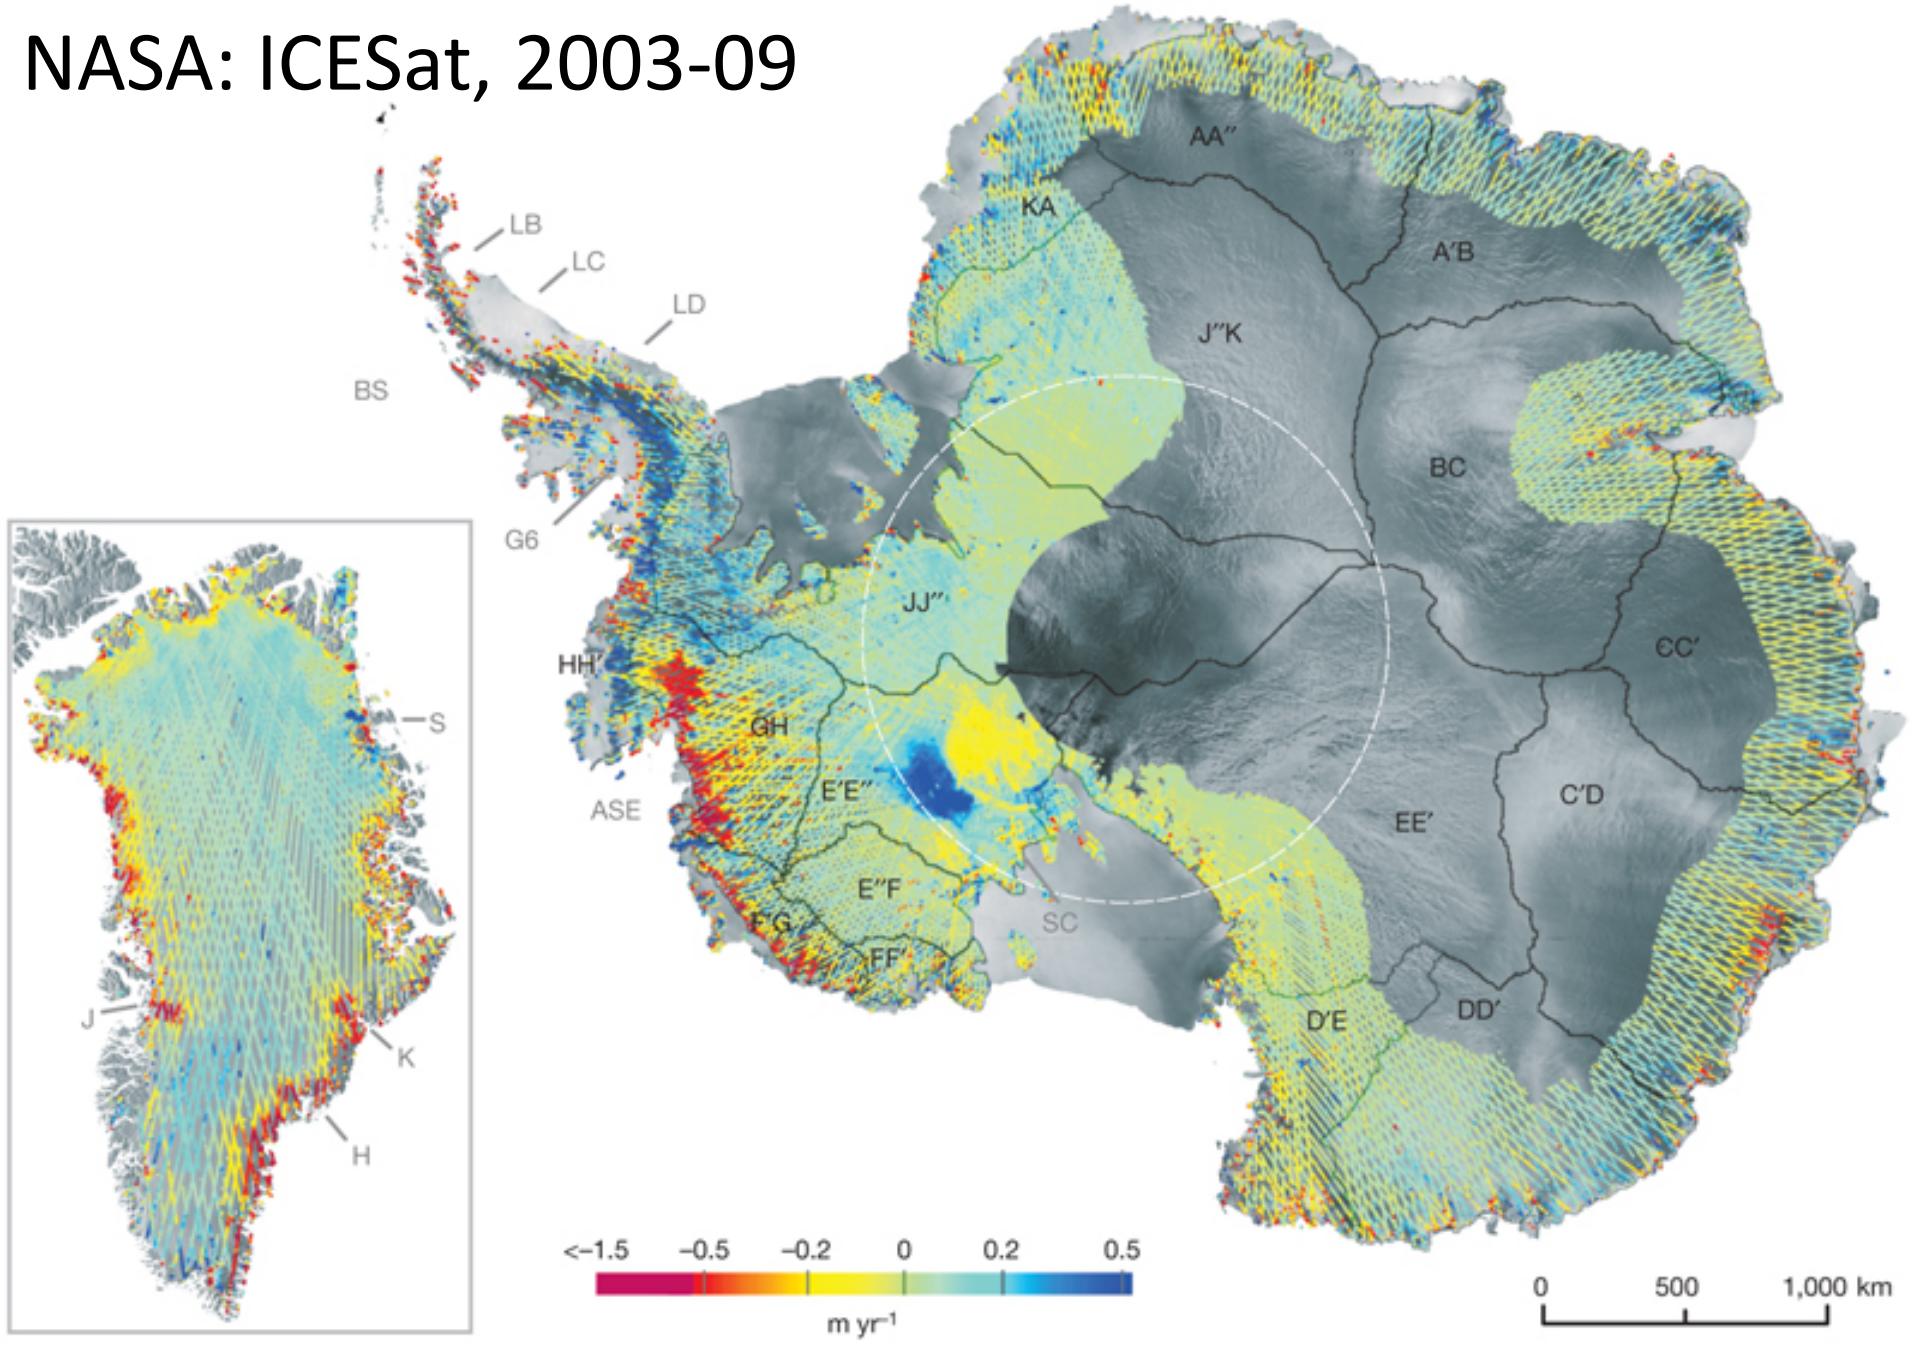 NASA: ICESat, 2003-09
AA″
KA
LB
A′B
LC
LD
J″K
BS
BC
G6
JJ″
CC′
HH′
S
GH
E′E″
C′D
ASE
EE′
E″F
F′G
SC
FF′
DD′
J
D′E
K
H
<–1.5 –0.5 –0.2 0 0.2 0.5
m yr–1
0 500 1,000 km